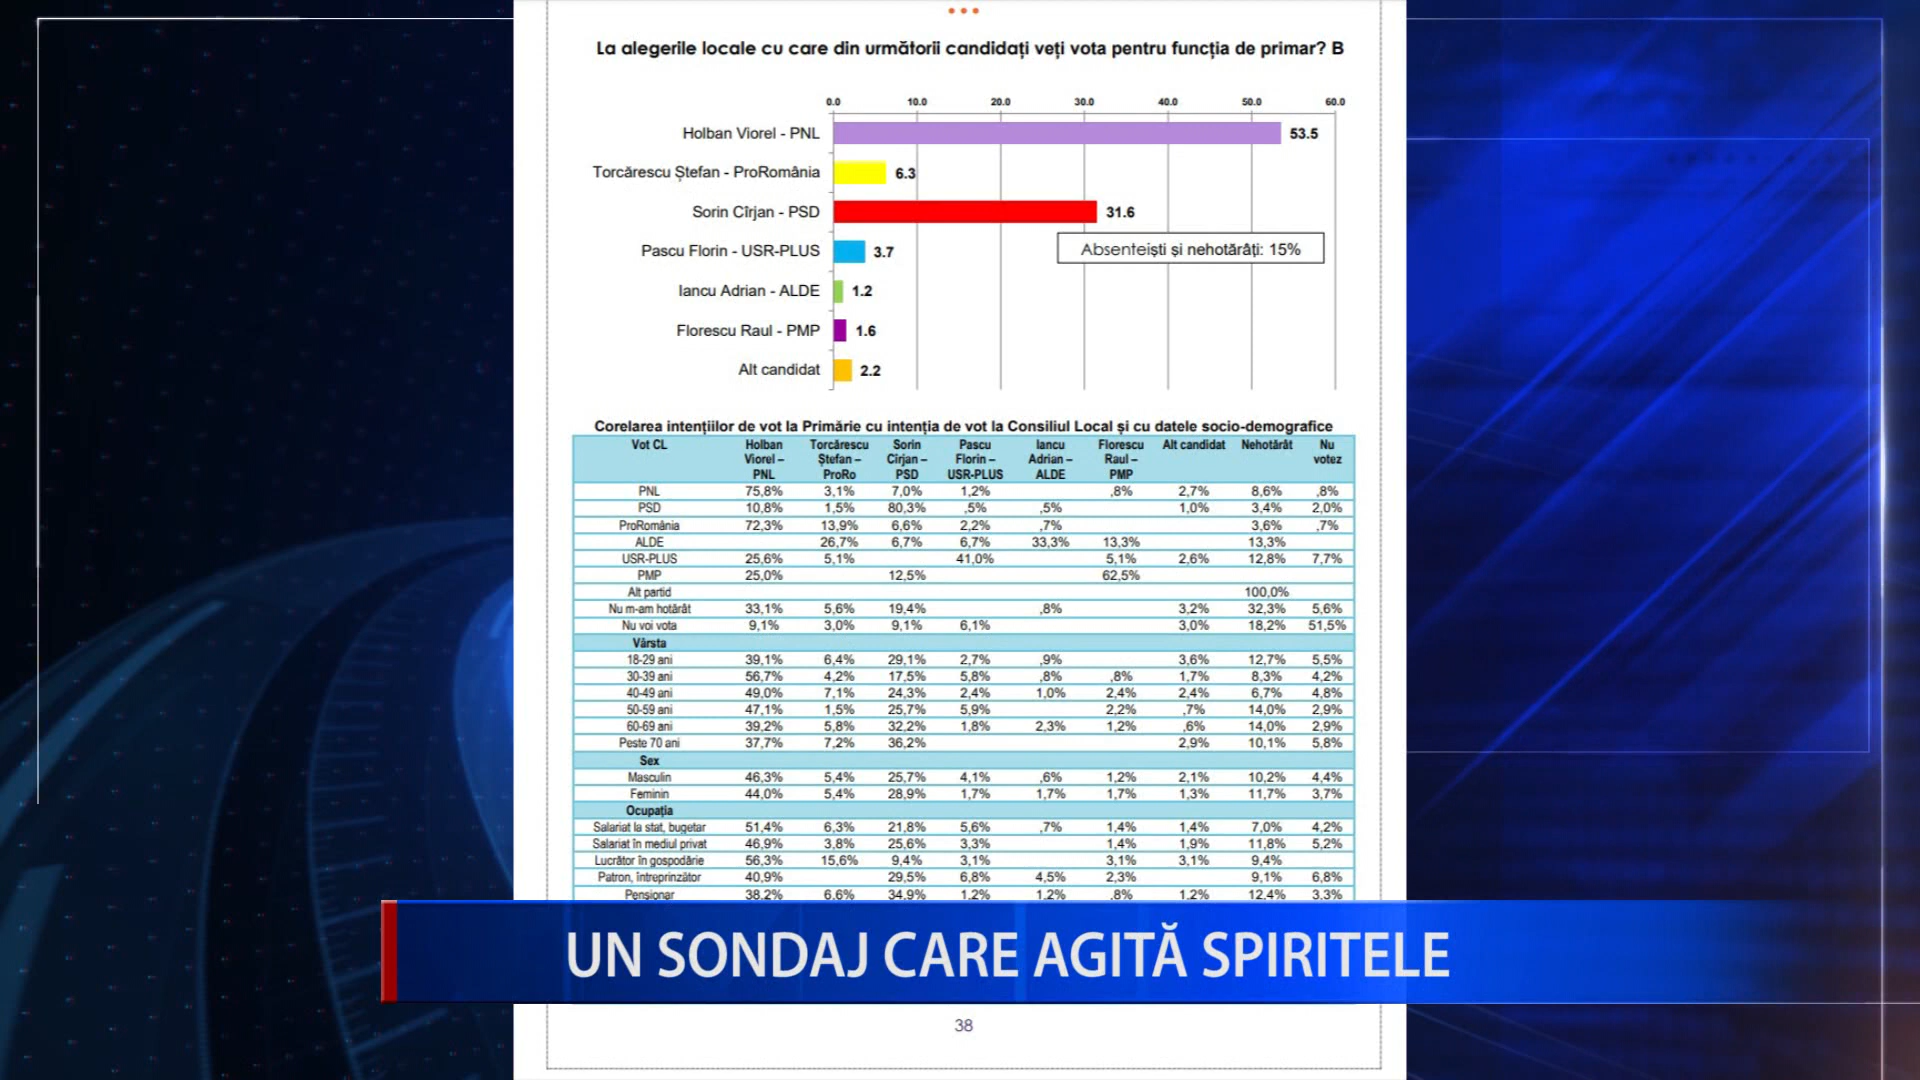 La alegerile locale cu care din următorii candidați veți vota pentru funcția de primar? B
0.0 10.0 20.0 30.0 40.0 50.0 60.0
Holban Viorel - PNL 53.5
Torcărescu Ștefan - ProRomânia 6.3
Sorin Cîrjan - PSD 31.6
Pascu Florin - USR-PLUS 3.7
Absenteiști și nehotărâți: 15%
Iancu Adrian - ALDE 1.2
Florescu Raul - PMP 1.6
Alt candidat 2.2
Corelarea intențiilor de vot la Primărie cu intenția de vot la Consiliul Local și cu datele socio-demografice
Vot CL Holban Torcărescu Sorin Pascu Iancu Florescu Alt candidat Nehotărât Nu
Viorel – Ștefan – Cîrjan – Florin – Adrian – Raul – votez
PNL ProRo PSD USR-PLUS ALDE PMP
PNL 75,8% 3,1% 7,0% 1,2% ,8% 2,7% 8,6% ,8%
PSD 10,8% 1,5% 80,3% ,5% ,5% 1,0% 3,4% 2,0%
ProRomânia 72,3% 13,9% 6,6% 2,2% ,7% 3,6% ,7%
ALDE 26,7% 6,7% 6,7% 33,3% 13,3% 13,3%
USR-PLUS 25,6% 5,1% 41,0% 5,1% 2,6% 12,8% 7,7%
PMP 25,0% 12,5% 62,5%
Alt partid 100,0%
Nu m-am hotărât 33,1% 5,6% 19,4% ,8% 3,2% 32,3% 5,6%
Nu voi vota 9,1% 3,0% 9,1% 6,1% 3,0% 18,2% 51,5%
Vârsta
18-29 ani 39,1% 6,4% 29,1% 2,7% ,9% 3,6% 12,7% 5,5%
30-39 ani 56,7% 4,2% 17,5% 5,8% ,8% ,8% 1,7% 8,3% 4,2%
40-49 ani 49,0% 7,1% 24,3% 2,4% 1,0% 2,4% 2,4% 6,7% 4,8%
50-59 ani 47,1% 1,5% 25,7% 5,9% 2,2% ,7% 14,0% 2,9%
60-69 ani 39,2% 5,8% 32,2% 1,8% 2,3% 1,2% ,6% 14,0% 2,9%
Peste 70 ani 37,7% 7,2% 36,2% 2,9% 10,1% 5,8%
Sex
Masculin 46,3% 5,4% 25,7% 4,1% ,6% 1,2% 2,1% 10,2% 4,4%
Feminin 44,0% 5,4% 28,9% 1,7% 1,7% 1,7% 1,3% 11,7% 3,7%
Ocupația
Salariat la stat, bugetar 51,4% 6,3% 21,8% 5,6% ,7% 1,4% 1,4% 7,0% 4,2%
Salariat în mediul privat 46,9% 3,8% 25,6% 3,3% 1,4% 1,9% 11,8% 5,2%
Lucrător în gospodărie 56,3% 15,6% 9,4% 3,1% 3,1% 3,1% 9,4%
Patron, întreprinzător 40,9% 29,5% 6,8% 4,5% 2,3% 9,1% 6,8%
Pensionar 38,2% 6,6% 34,9% 1,2% 1,2% ,8% 1,2% 12,4% 3,3%
UN SONDAJ CARE AGITĂ SPIRITELE
38